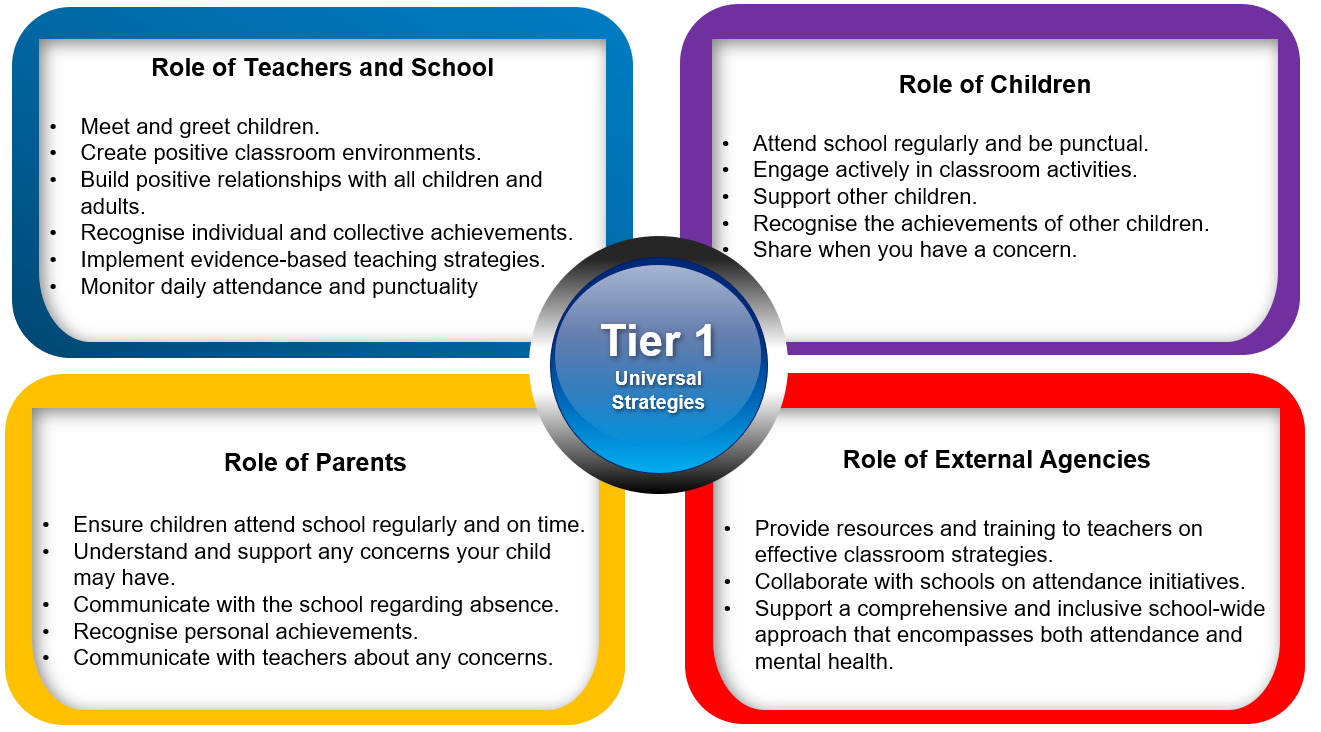 Role of Teachers and School
• Meet and greet children.
• Create positive classroom environments.
• Build positive relationships with all children and
adults.
• Recognise individual and collective achievements.
• Implement evidence-based teaching strategies.
• Monitor daily attendance and punctuality
Role of Children
• Attend school regularly and be punctual.
• Engage actively in classroom activities.
• Support other children.
• Recognise the achievements of other children.
• Share when you have a concern.
Tier 1
Universal
Strategies
Role of Parents
• Ensure children attend school regularly and on time.
• Understand and support any concerns your child
may have.
• Communicate with the school regarding absence.
• Recognise personal achievements.
• Communicate with teachers about any concerns.
Role of External Agencies
• Provide resources and training to teachers on
effective classroom strategies.
• Collaborate with schools on attendance initiatives.
• Support a comprehensive and inclusive school-wide
approach that encompasses both attendance and
mental health.